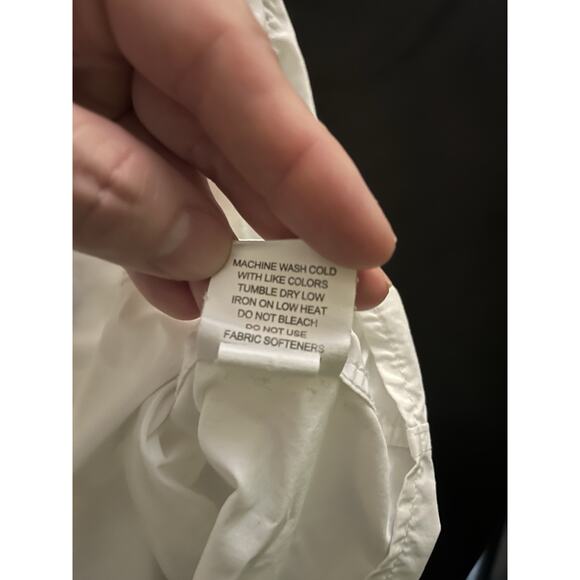 MACHINE WASH COLD
WITH LIKE COLORS
TUMBLE DRY LOW
IRON ON LOW HEAT
DO NOT BLEACH
DO NOT USE
FABRIC SOFTENERS